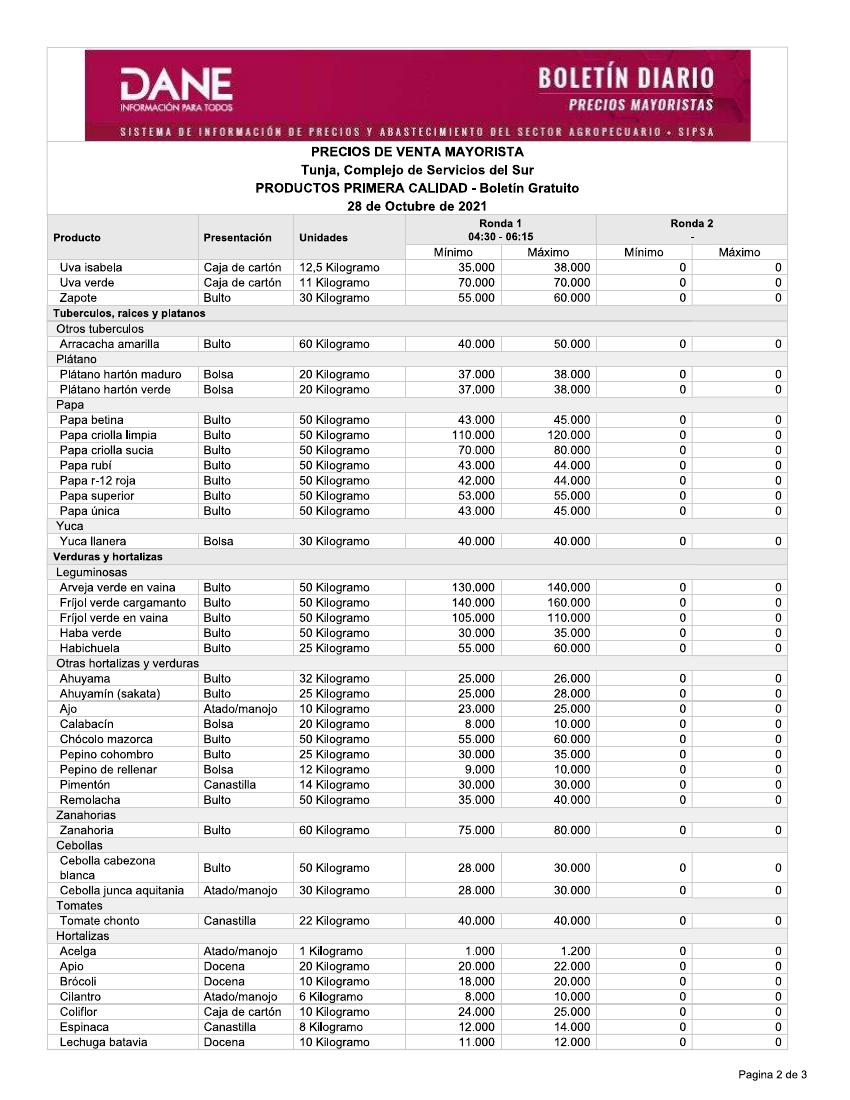 DANE
INFORMACIÓN PARA TODOS
BOLETÍN DIARIO
PRECIOS MAYORISTAS
SISTEMA DE INFORMACIÓN DE PRECIOS Y ABASTECIMIENTO DEL SECTOR AGROPECUARIO • SIPSA
PRECIOS DE VENTA MAYORISTA
Tunja, Complejo de Servicios del Sur
PRODUCTOS PRIMERA CALIDAD - Boletín Gratuito
28 de Octubre de 2021
Producto Presentación Unidades Ronda 1 04:30 - 06:15 Ronda 2 -
Mínimo Máximo Mínimo Máximo
Uva isabela Caja de cartón 12,5 Kilogramo 35.000 38.000 0 0
Uva verde Caja de cartón 11 Kilogramo 70.000 70.000 0 0
Zapote Bulto 30 Kilogramo 55.000 60.000 0 0
Tuberculos, raices y platanos
Otros tuberculos
Arracacha amarilla Bulto 60 Kilogramo 40.000 50.000 0 0
Plátano
Plátano hartón maduro Bolsa 20 Kilogramo 37.000 38.000 0 0
Plátano hartón verde Bolsa 20 Kilogramo 37.000 38.000 0 0
Papa
Papa betina Bulto 50 Kilogramo 43.000 45.000 0 0
Papa criolla limpia Bulto 50 Kilogramo 110.000 120.000 0 0
Papa criolla sucia Bulto 50 Kilogramo 70.000 80.000 0 0
Papa rubí Bulto 50 Kilogramo 43.000 44.000 0 0
Papa r-12 roja Bulto 50 Kilogramo 42.000 44.000 0 0
Papa superior Bulto 50 Kilogramo 53.000 55.000 0 0
Papa única Bulto 50 Kilogramo 43.000 45.000 0 0
Yuca
Yuca llanera Bolsa 30 Kilogramo 40.000 40.000 0 0
Verduras y hortalizas
Leguminosas
Arveja verde en vaina Bulto 50 Kilogramo 130.000 140.000 0 0
Fríjol verde cargamanto Bulto 50 Kilogramo 140.000 160.000 0 0
Fríjol verde en vaina Bulto 50 Kilogramo 105.000 110.000 0 0
Haba verde Bulto 50 Kilogramo 30.000 35.000 0 0
Habichuela Bulto 25 Kilogramo 55.000 60.000 0 0
Otras hortalizas y verduras
Ahuyama Bulto 32 Kilogramo 25.000 26.000 0 0
Ahuyamín (sakata) Bulto 25 Kilogramo 25.000 28.000 0 0
Ajo Atado/manojo 10 Kilogramo 23.000 25.000 0 0
Calabacín Bolsa 20 Kilogramo 8.000 10.000 0 0
Chócolo mazorca Bulto 50 Kilogramo 55.000 60.000 0 0
Pepino cohombro Bulto 25 Kilogramo 30.000 35.000 0 0
Pepino de rellenar Bolsa 12 Kilogramo 9.000 10.000 0 0
Pimentón Canastilla 14 Kilogramo 30.000 30.000 0 0
Remolacha Bulto 50 Kilogramo 35.000 40.000 0 0
Zanahorias
Zanahoria Bulto 60 Kilogramo 75.000 80.000 0 0
Cebollas
Cebolla cabezona
blanca Bulto 50 Kilogramo 28.000 30.000 0 0
Cebolla junca aquitania Atado/manojo 30 Kilogramo 28.000 30.000 0 0
Tomates
Tomate chonto Canastilla 22 Kilogramo 40.000 40.000 0 0
Hortalizas
Acelga Atado/manojo 1 Kilogramo 1.000 1.200 0 0
Apio Docena 20 Kilogramo 20.000 22.000 0 0
Brócoli Docena 10 Kilogramo 18.000 20.000 0 0
Cilantro Atado/manojo 6 Kilogramo 8.000 10.000 0 0
Coliflor Caja de cartón 10 Kilogramo 24.000 25.000 0 0
Espinaca Canastilla 8 Kilogramo 12.000 14.000 0 0
Lechuga batavia Docena 10 Kilogramo 11.000 12.000 0 0
Pagina 2 de 3